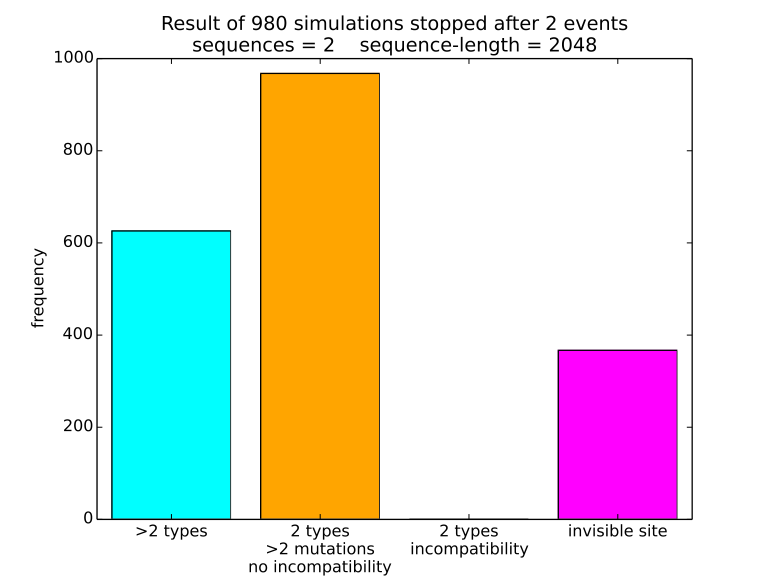 Result of 980 simulations stopped after 2 events
sequences = 2    sequence-length = 2048
1000
800
600
400
200
0
frequency
>2 types
2 types
>2 mutations
no incompatibility
2 types
incompatibility
invisible site